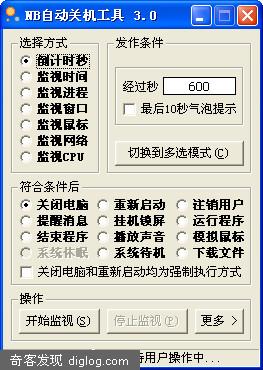 NB自动关机工具 3.0
选择方式
倒计时秒
监视时间
监视进程
监视窗口
监视鼠标
监视网络
监视CPU
发作条件
经过秒 600
最后10秒气泡提示
切换到多选模式(C)
符合条件后
关闭电脑 重新启动 注销用户
提醒消息 挂机锁屏 运行程序
结束程序 播放声音 模拟鼠标
系统休眠 系统待机 下载文件
关闭电脑和重新启动均为强制执行方式
操作
开始监视(S) 停止监视(P) 更多 >
奇客发现 diglog.com 用户操作中...